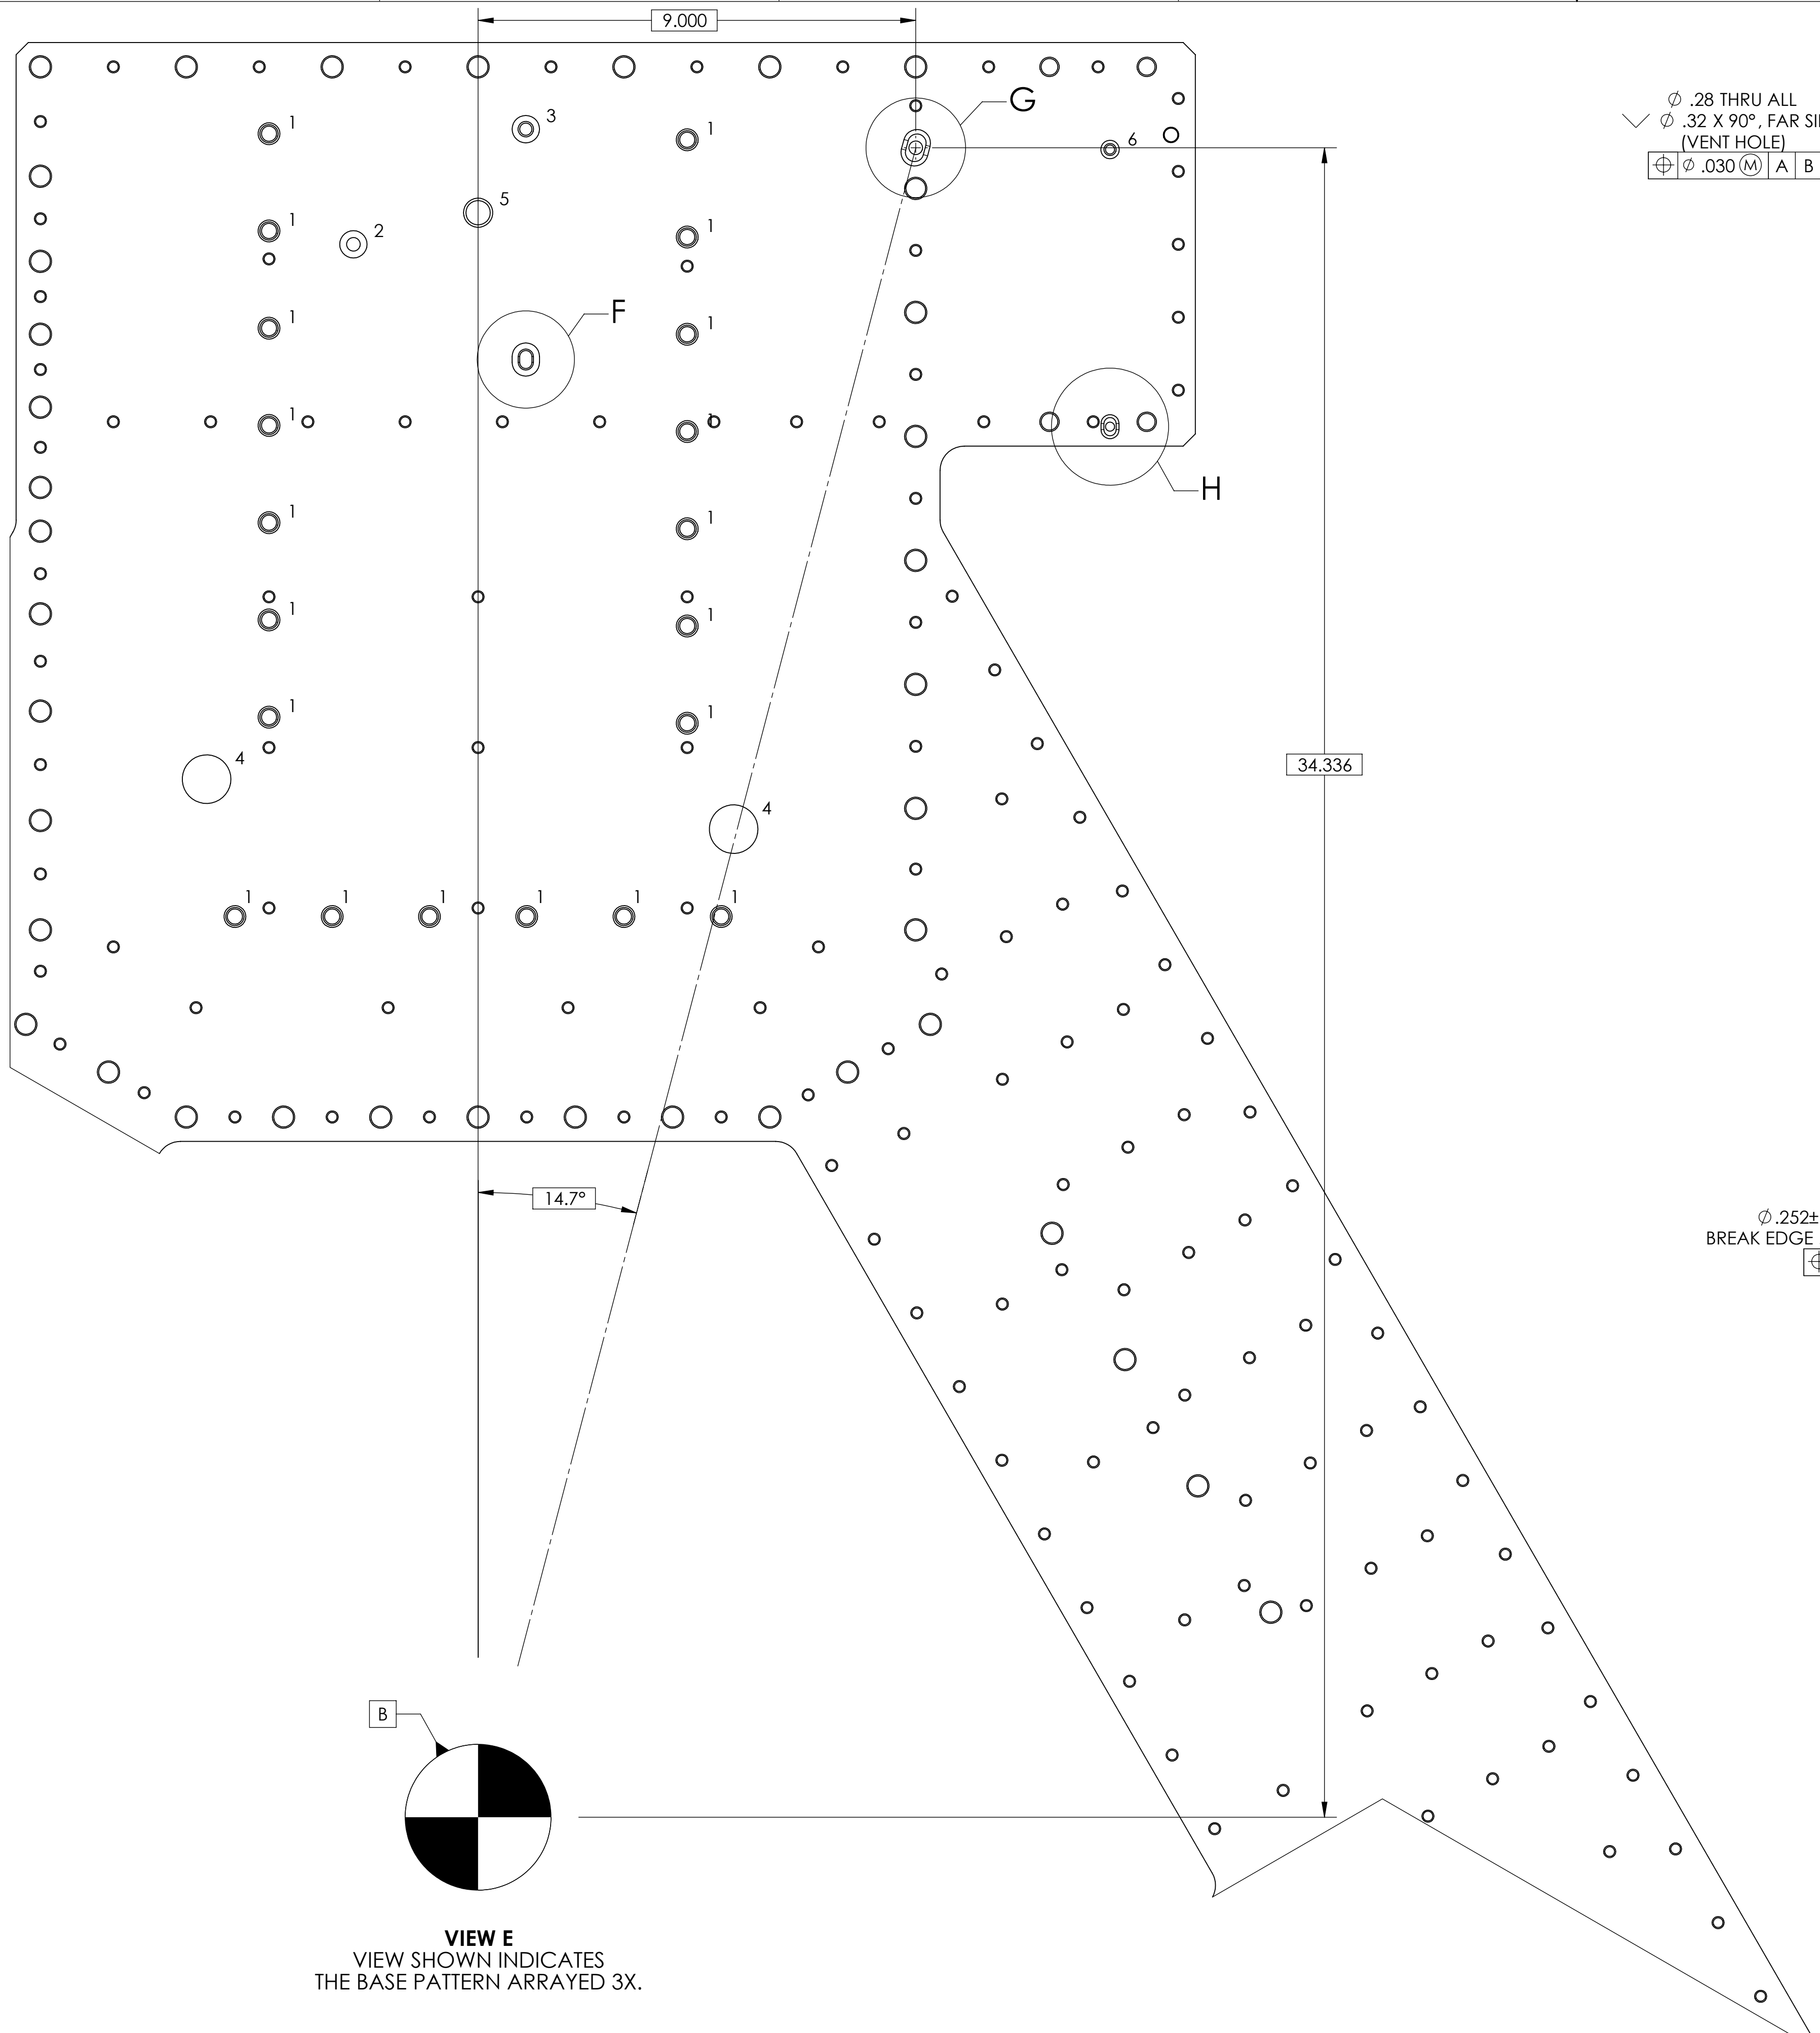 9.000
G
Ø .28 THRU ALL
Ø .32 X 90°, FAR
(VENT HOLE)
Ø .030 Ⓜ A B
1
3
1
6
5
1
2
1
F
1
1
1
1
H
1
1
1
1
1
1
34.336
4
4
1
1
1
1
1
1
14.7°
Ø.252±
BREAK EDGE
B
VIEW E
VIEW SHOWN INDICATES
THE BASE PATTERN ARRAYED 3X.